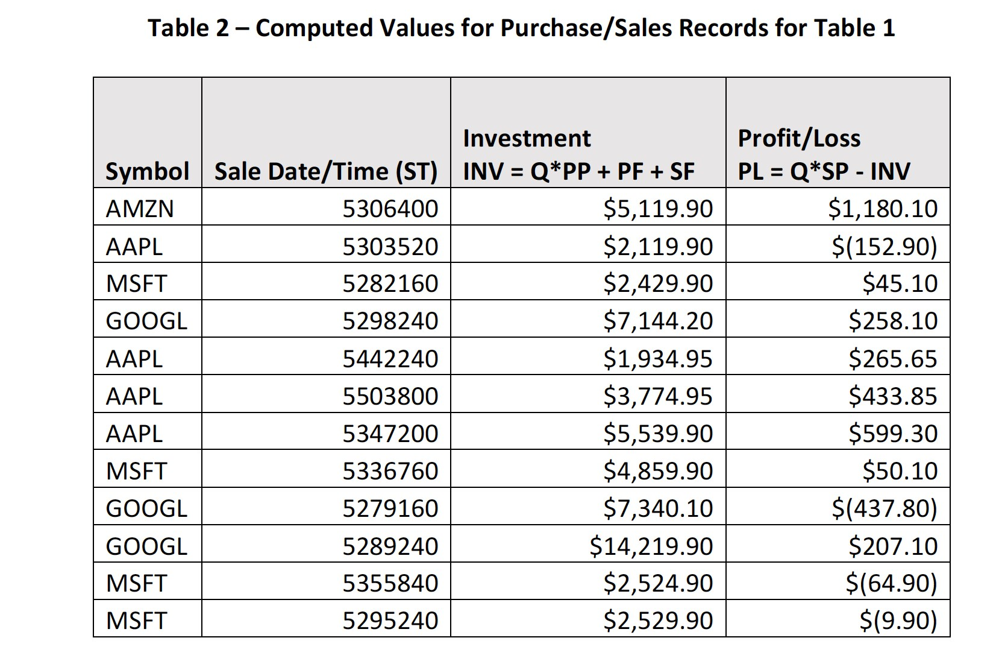 Table 2 – Computed Values for Purchase/Sales Records for Table 1
Symbol Sale Date/Time (ST) Investment INV = Q*PP + PF + SF Profit/Loss PL = Q*SP - INV
AMZN 5306400 $5,119.90 $1,180.10
AAPL 5303520 $2,119.90 $(152.90)
MSFT 5282160 $2,429.90 $45.10
GOOGL 5298240 $7,144.20 $258.10
AAPL 5442240 $1,934.95 $265.65
AAPL 5503800 $3,774.95 $433.85
AAPL 5347200 $5,539.90 $599.30
MSFT 5336760 $4,859.90 $50.10
GOOGL 5279160 $7,340.10 $(437.80)
GOOGL 5289240 $14,219.90 $207.10
MSFT 5355840 $2,524.90 $(64.90)
MSFT 5295240 $2,529.90 $(9.90)